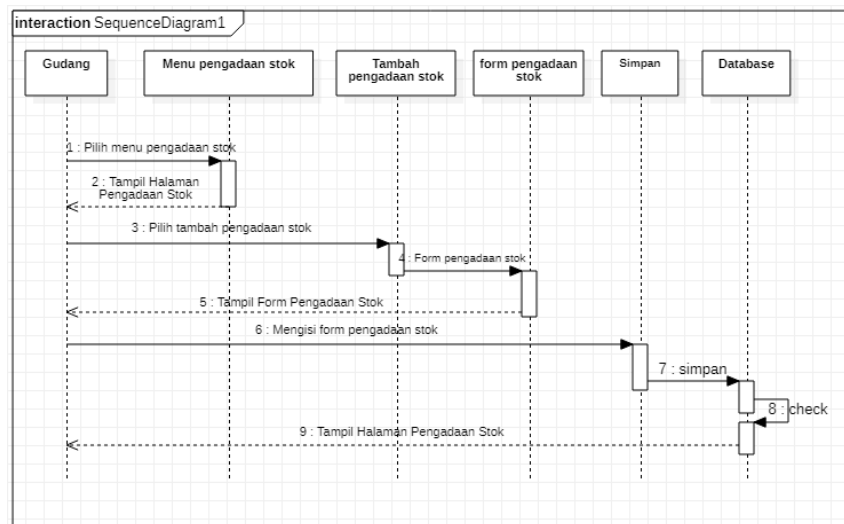 interaction SequenceDiagram1
Gudang
Menu pengadaan stok
Tambah
pengadaan stok
form pengadaan
stok
Simpan
Database
1 : Pilih menu pengadaan stok
2 : Tampil Halaman
Pengadaan Stok
3 : Pilih tambah pengadaan stok
4 : Form pengadaan stok
5 : Tampil Form Pengadaan Stok
6 : Mengisi form pengadaan stok
7 : simpan
8 : check
9 : Tampil Halaman Pengadaan Stok